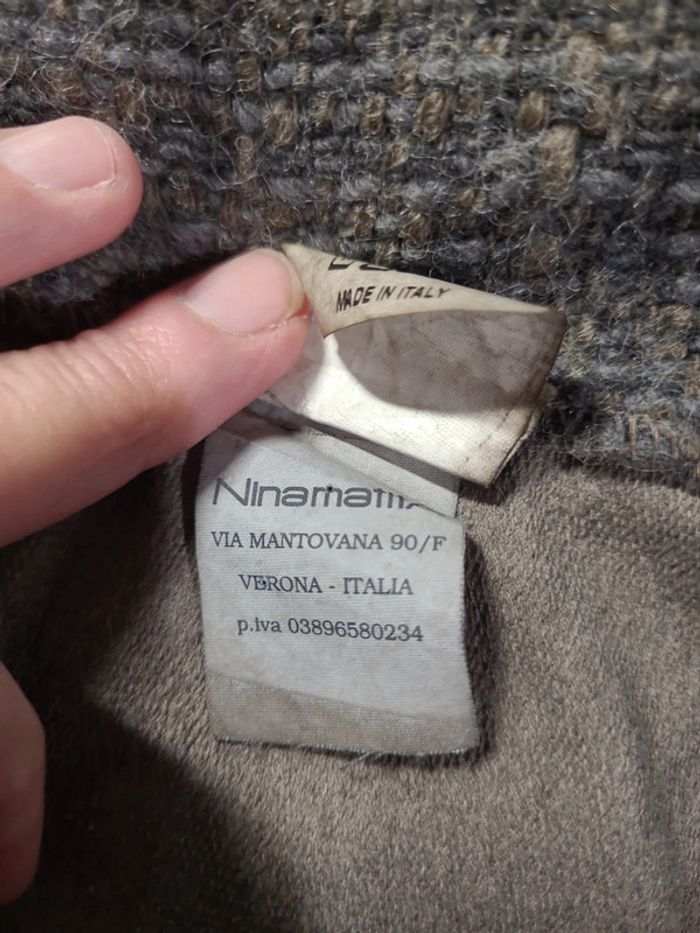 MADE IN ITALY
VIA MANTOVANA 90/F
VERONA - ITALIA
p.iva 03896580234